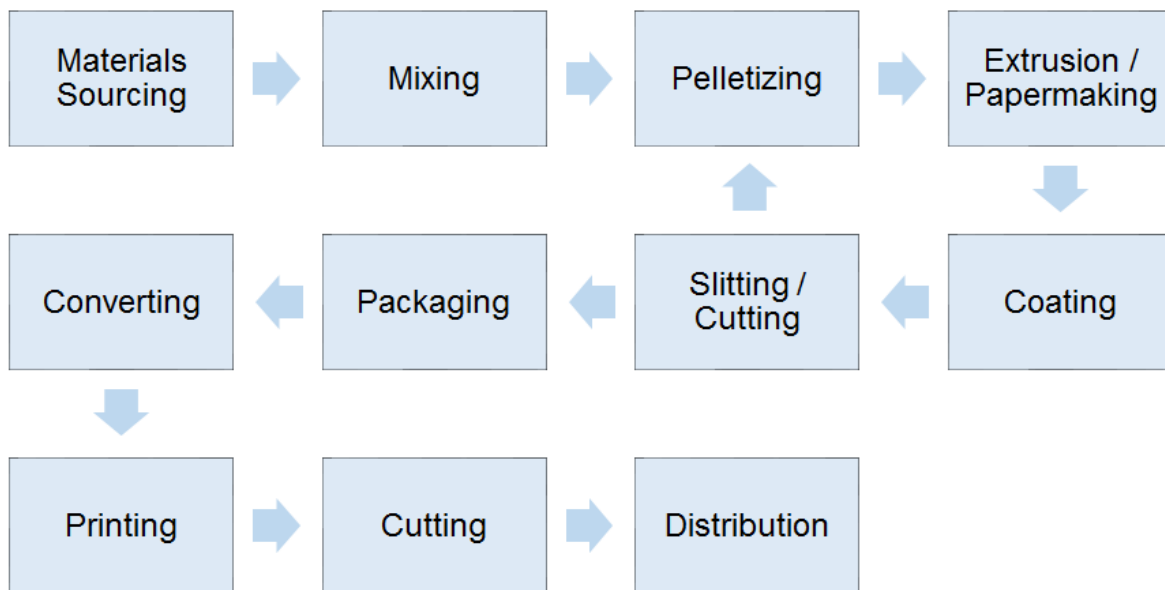 Materials
Sourcing
Mixing
Pelletizing
Extrusion /
Papermaking
Converting
Packaging
Slitting /
Cutting
Coating
Printing
Cutting
Distribution